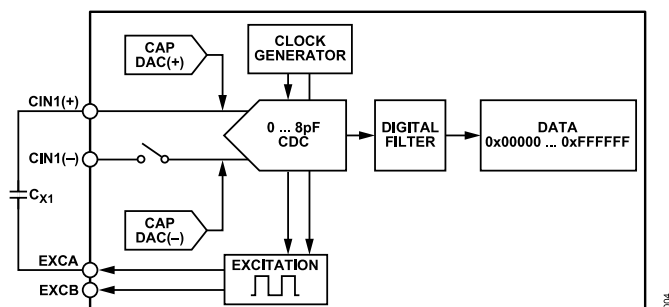 CAP
DAC(+)
CLOCK
GENERATOR
CIN1(+)
0 ... 8pF
CDC
DIGITAL
FILTER
DATA
0x00000 ... 0xFFFFFF
CIN1(–)
CX1
CAP
DAC(–)
EXCA
EXCB
EXCITATION